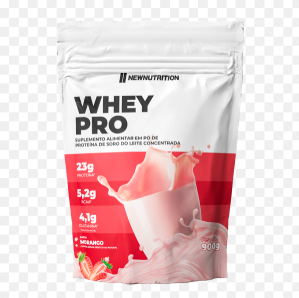 NEWNUTRITION
WHEY
PRO
SUPLEMENTO ALIMENTAR EM PÓ DE
PROTEÍNA DE SORO DO LEITE CONCENTRADA
23g
PROTEÍNA*
5,2g
BCAA*
4,1g
SABOR
MORANGO
900g